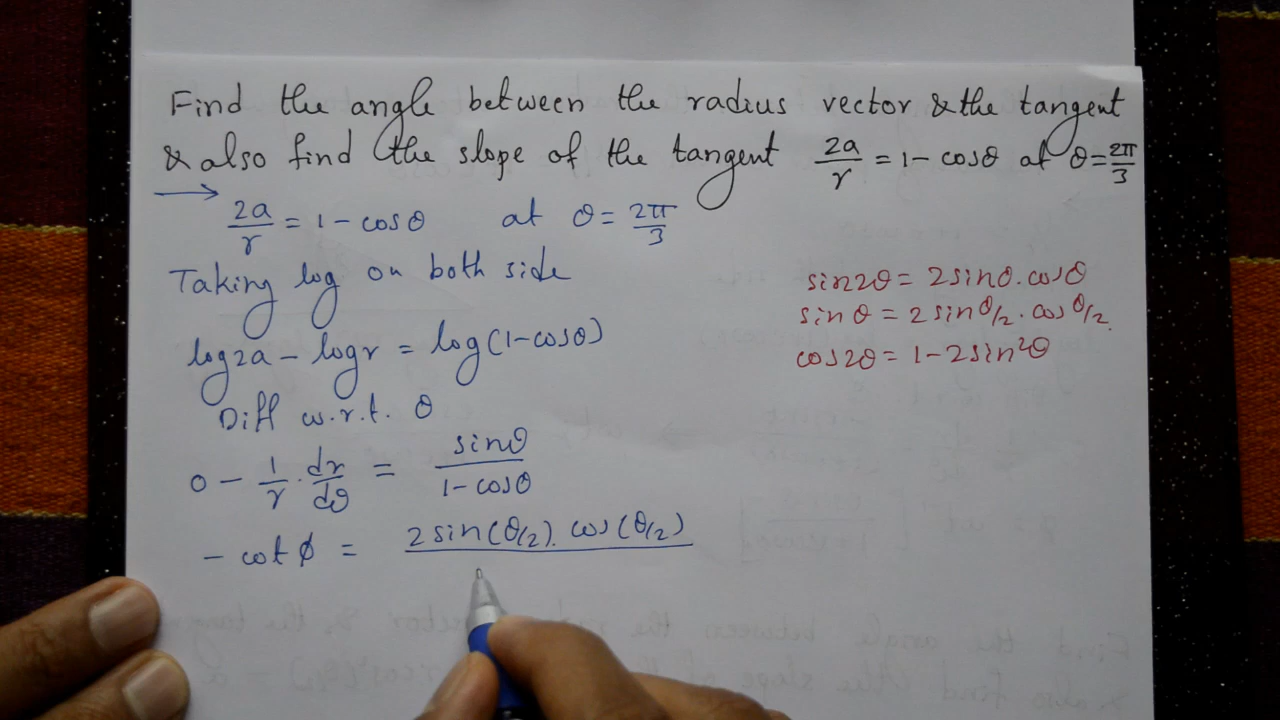 Find the angle between the radius vector & the tangent
& also find the slope of the tangent 2a/r = 1 - cosθ at θ = 2π/3
→ 2a/r = 1 - cosθ at θ = 2π/3
Taking log on both side
log2a - logr = log(1-cosθ)
Diff w.r.t. θ
0 - 1/r . dr/dθ = sinθ/1-cosθ
- cot ϕ = 2sin(θ/2). cos(θ/2)
sin2θ = 2sinθ.cosθ
sinθ = 2sinθ/2.cosθ/2.
cos2θ = 1-2sin²θ